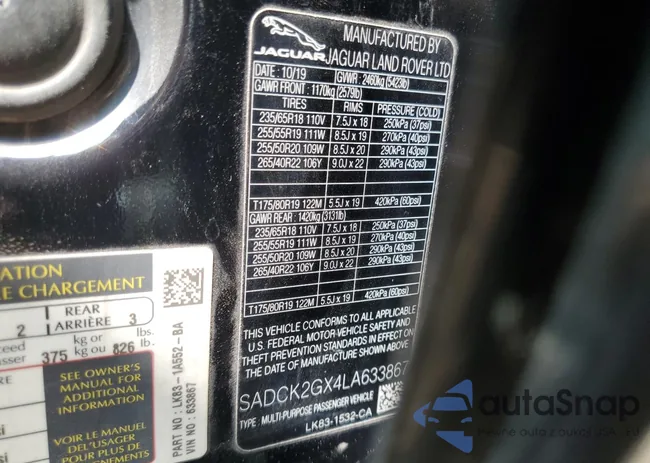 JAGUAR
MANUFACTURED BY
JAGUAR LAND ROVER LTD
DATE: 10/19 GVWR: 2460kg (5423lb)
GAWR FRONT: 1170kg (2579lb)
TIRES RIMS PRESSURE (COLD)
235/65R18 110V 7.5J x 18 250kPa (37psi)
255/55R19 111W 8.5J x 19 270kPa (40psi)
255/50R20 109W 8.5J x 20 290kPa (43psi)
265/40R22 106Y 9.0J x 22 290kPa (43psi)
T175/80R19 122M 5.5J x 19 420kPa (60psi)
GAWR REAR: 1420kg (3131lb)
235/65R18 110V 7.5J x 18 250kPa (37psi)
255/55R19 111W 8.5J x 19 270kPa (40psi)
255/50R20 109W 8.5J x 20 290kPa (43psi)
265/40R22 106Y 9.0J x 22 290kPa (43psi)
T175/80R19 122M 5.5J x 19 420kPa (60psi)
THIS VEHICLE CONFORMS TO ALL APPLICABLE
U.S. FEDERAL MOTOR VEHICLE SAFETY AND
THE DATE OF MANUFACTURE SHOWN ABOVE.
SADCK2GX4LA633867
TYPE: MULTI-PURPOSE PASSENGER VEHICLE
LK83-1532-CA
ATION
E CHARGEMENT
2 REAR
ARRIÈRE 3
ceed
asser 375 kg or
kg ou 826 lbs.
lb.
SEE OWNER'S
MANUAL FOR
ADDITIONAL
INFORMATION
VOIR LE MANUEL
DE L'USAGER
POUR PLUS DE
RENSEIGNEMENTS
PART NO : LK83-1A552-BA
VIN NO : 633867
autoSnap